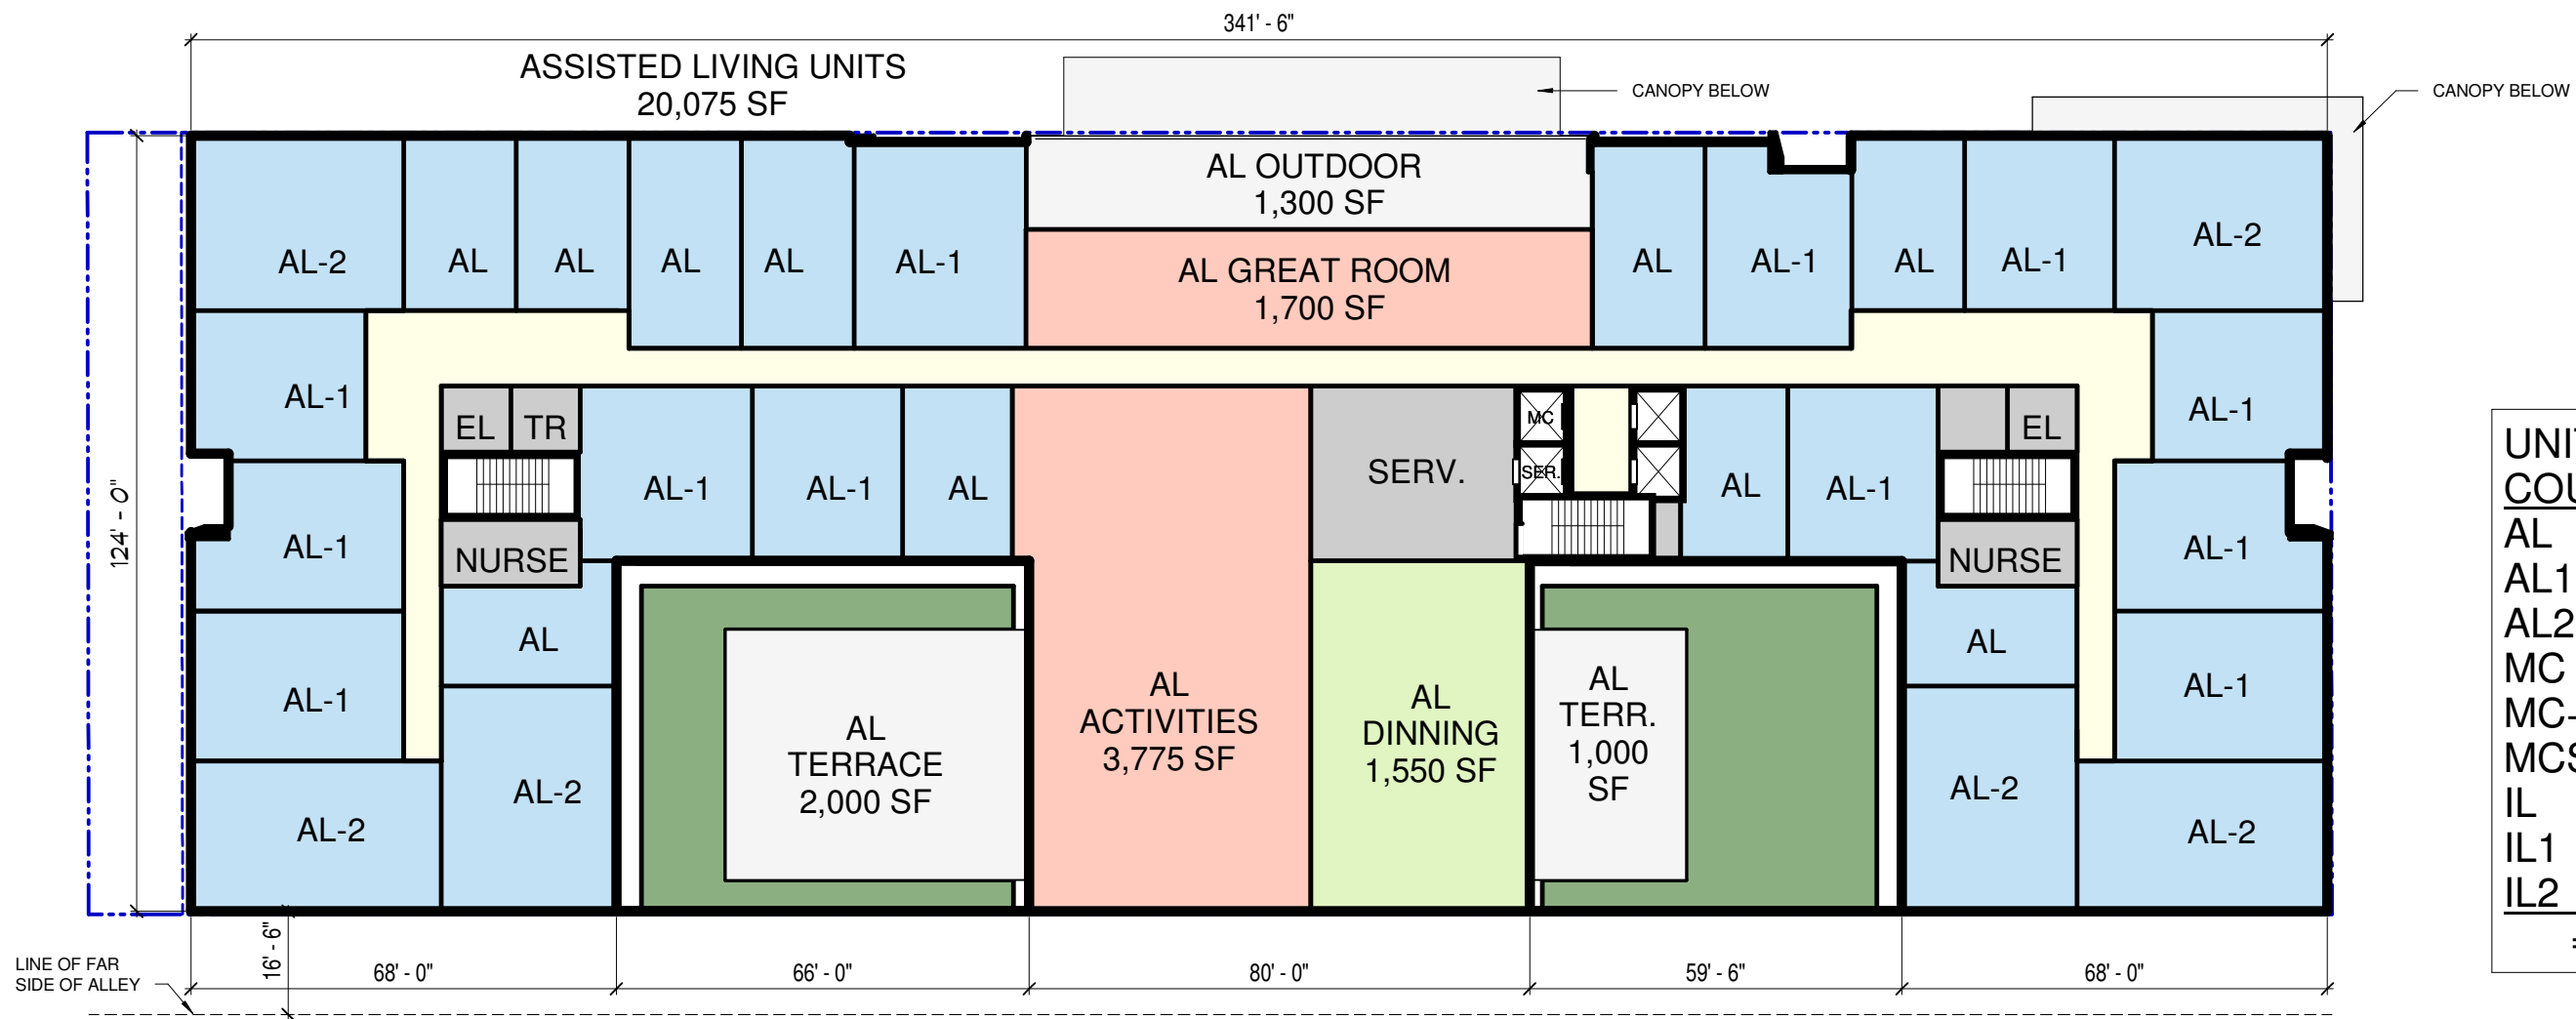 341' - 6"
ASSISTED LIVING UNITS
20,075 SF
CANOPY BELOW
CANOPY BELOW
AL OUTDOOR
1,300 SF
AL-2
AL
AL
AL
AL
AL-1
AL GREAT ROOM
1,700 SF
AL
AL-1
AL
AL-1
AL-2
AL-1
EL
TR
AL-1
AL-1
AL
SERV.
MC
SER.
AL
AL-1
EL
AL-1
124' - 0"
AL-1
NURSE
NURSE
AL-1
AL-1
AL
AL
AL-1
AL-2
AL
TERRACE
2,000 SF
AL
ACTIVITIES
3,775 SF
AL
DINNING
1,550 SF
AL
TERR.
1,000
SF
AL-2
AL-2
AL-2
COU
AL
AL1
AL2
MC
IL
IL1
IL2
16' - 6"
LINE OF FAR
SIDE OF ALLEY
68' - 0"
66' - 0"
80' - 0"
59' - 6"
68' - 0"